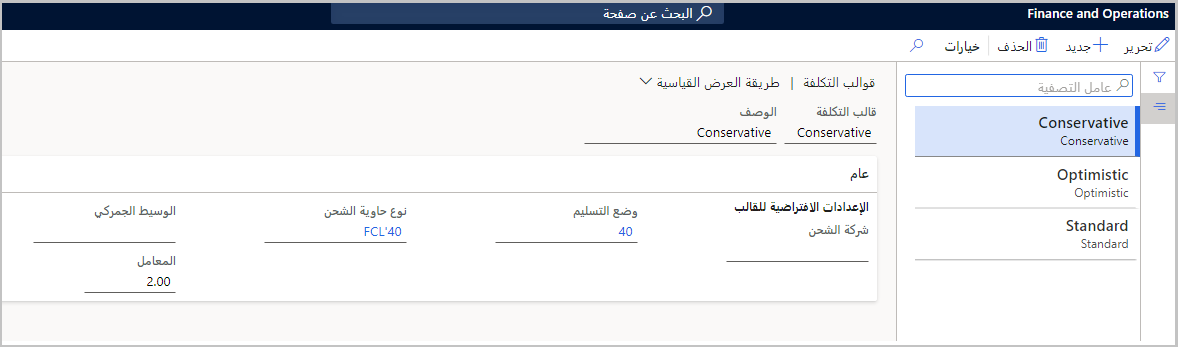 Finance and Operations
البحث عن صفحة
تحرير
جديد
الحذف
خيارات
عامل التصفية
Conservative
Conservative
Optimistic
Optimistic
Standard
Standard
قوالب التكلفة | طريقة العرض القياسية
قالب التكلفة
Conservative
الوصف
Conservative
عام
الإعدادات الافتراضية للقالب
شركة الشحن
وضع التسليم
40
نوع حاوية الشحن
FCL'40
الوسيط الجمركي
المعامل
2.00